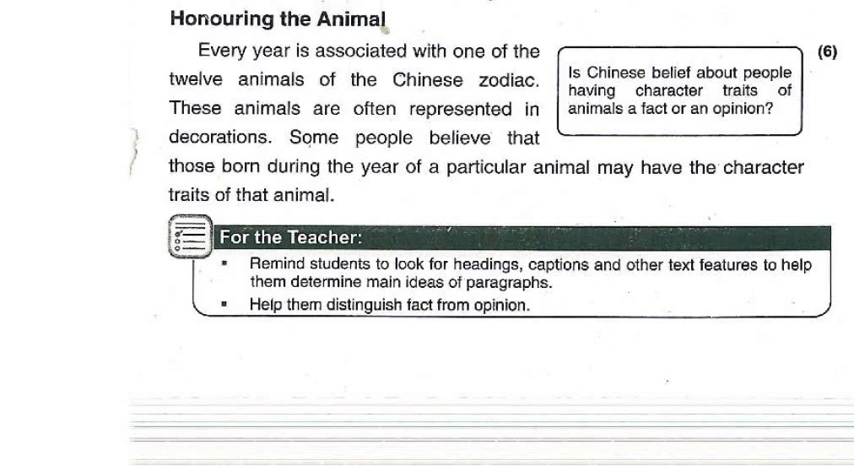 Honouring the Animal
Every year is associated with one of the
twelve animals of the Chinese zodiac.
These animals are often represented in
decorations. Some people believe that
those born during the year of a particular animal may have the character
traits of that animal.
Is Chinese belief about people
having character traits of
animals a fact or an opinion?
(6)
For the Teacher:
▪ Remind students to look for headings, captions and other text features to help
them determine main ideas of paragraphs.
▪ Help them distinguish fact from opinion.